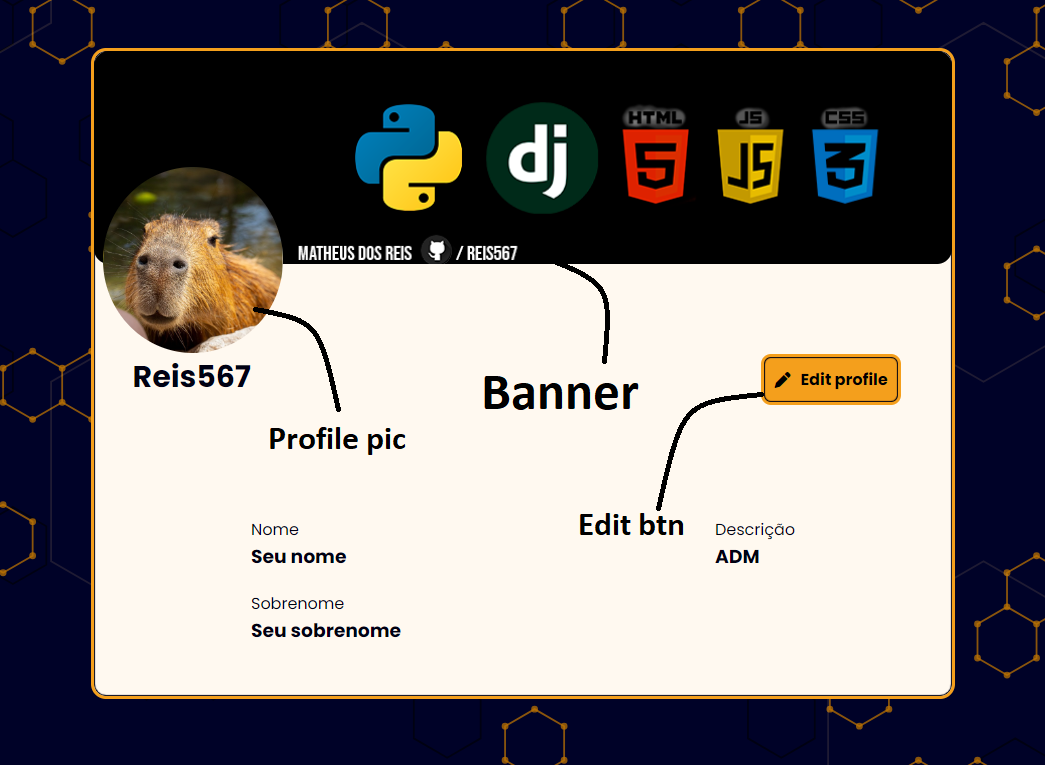 HTML JS CSS
dj 5 JS 3
MATHEUS DOS REIS / REIS567
Reis567
Edit profile
Banner
Profile pic
Edit btn
Nome
Seu nome
Descrição
ADM
Sobrenome
Seu sobrenome